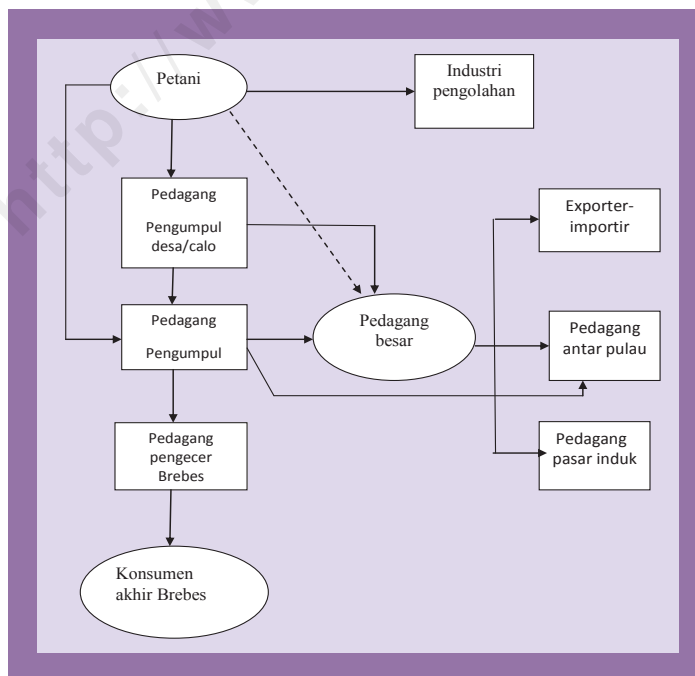 http://w
Petani
Industri
pengolahan
Pedagang
Pengumpul
desa/calo
Exporter-
importir
Pedagang
Pengumpul
Pedagang
besar
Pedagang
antar pulau
Pedagang
pengecer
Brebes
Pedagang
pasar induk
Konsumen
akhir Brebes